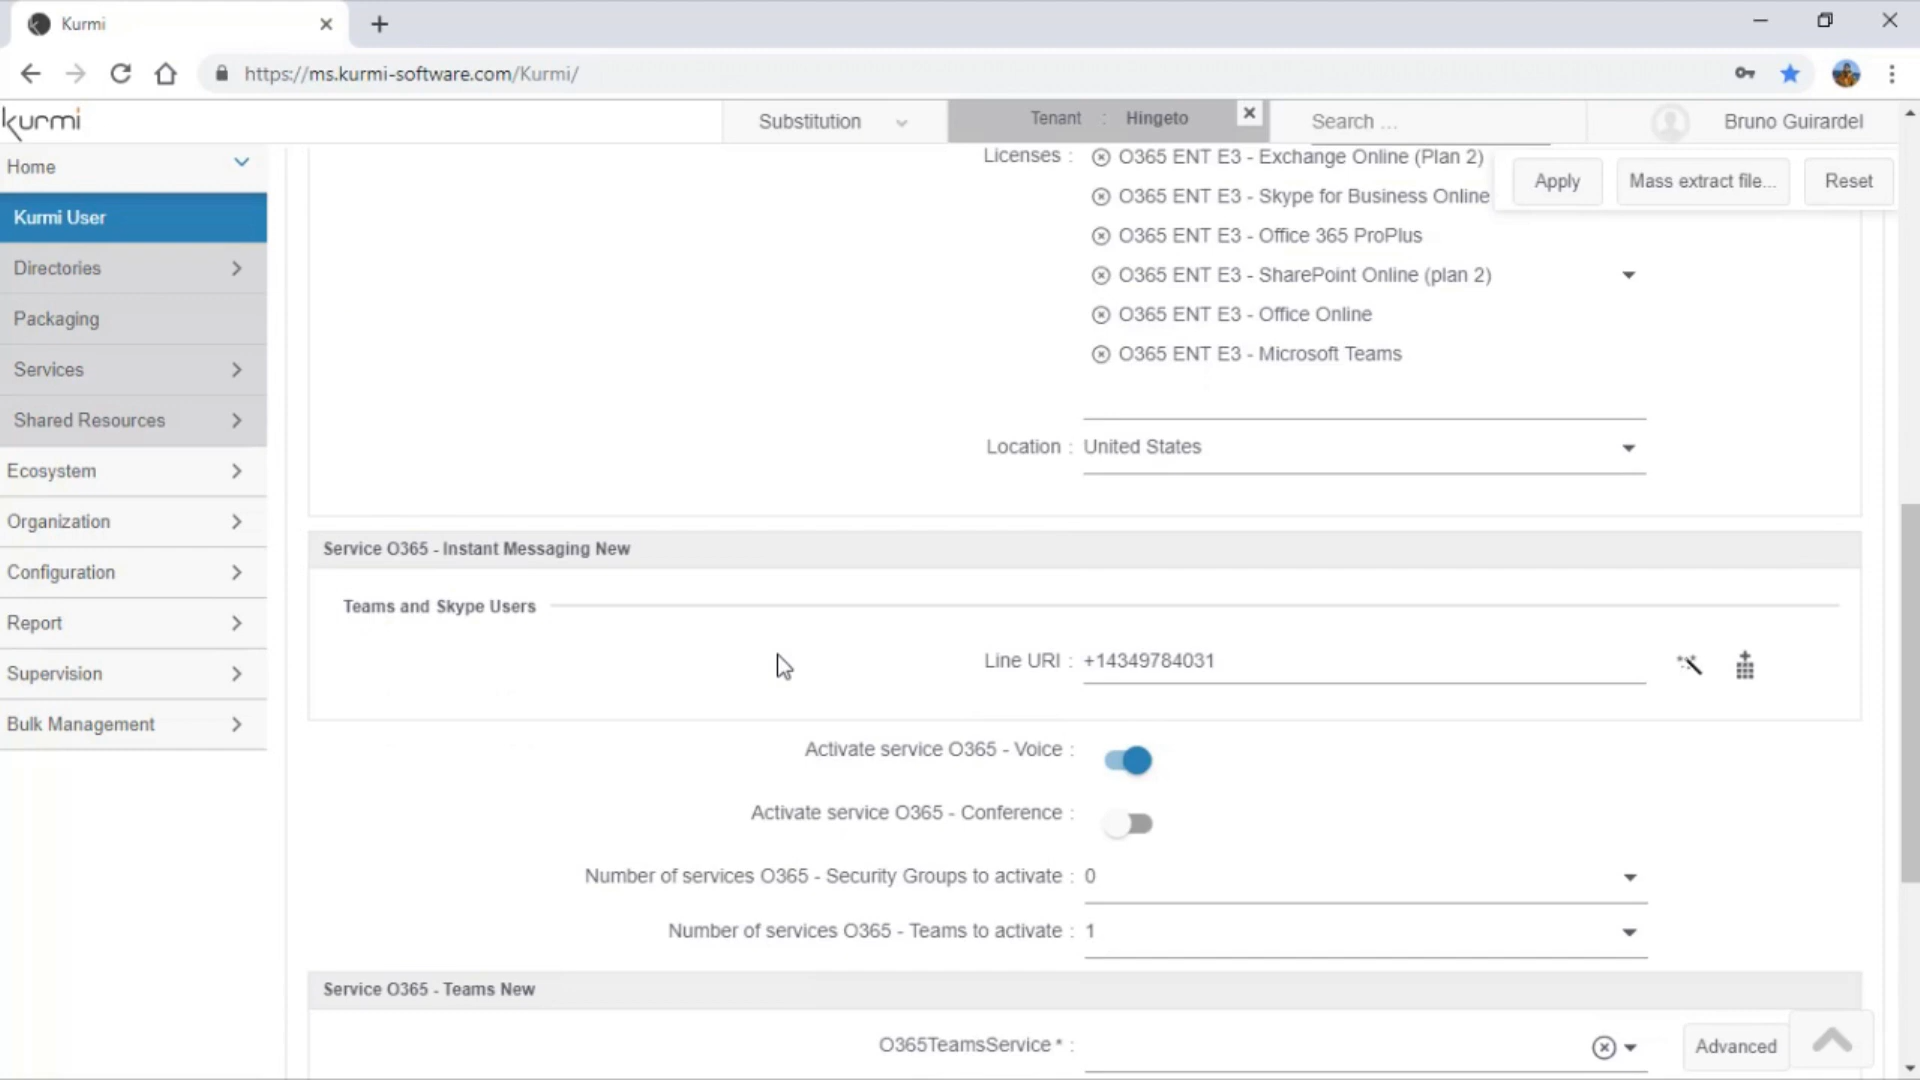 Kurmi
https://ms.kurmi-software.com/Kurmi/
kurmi
Substitution
Tenant : Hingeto
Search ...
Bruno Guirardel
Home
Kurmi User
Directories
Packaging
Services
Shared Resources
Ecosystem
Organization
Configuration
Report
Supervision
Bulk Management
Licenses :
O365 ENT E3 - Exchange Online (Plan 2)
O365 ENT E3 - Skype for Business Online
O365 ENT E3 - Office 365 ProPlus
O365 ENT E3 - SharePoint Online (plan 2)
O365 ENT E3 - Office Online
O365 ENT E3 - Microsoft Teams
Apply
Mass extract file...
Reset
Location : United States
Service O365 - Instant Messaging New
Teams and Skype Users
Line URI : +14349784031
Activate service O365 - Voice :
Activate service O365 - Conference :
Number of services O365 - Security Groups to activate : 0
Number of services O365 - Teams to activate : 1
Service O365 - Teams New
O365TeamsService * :
Advanced